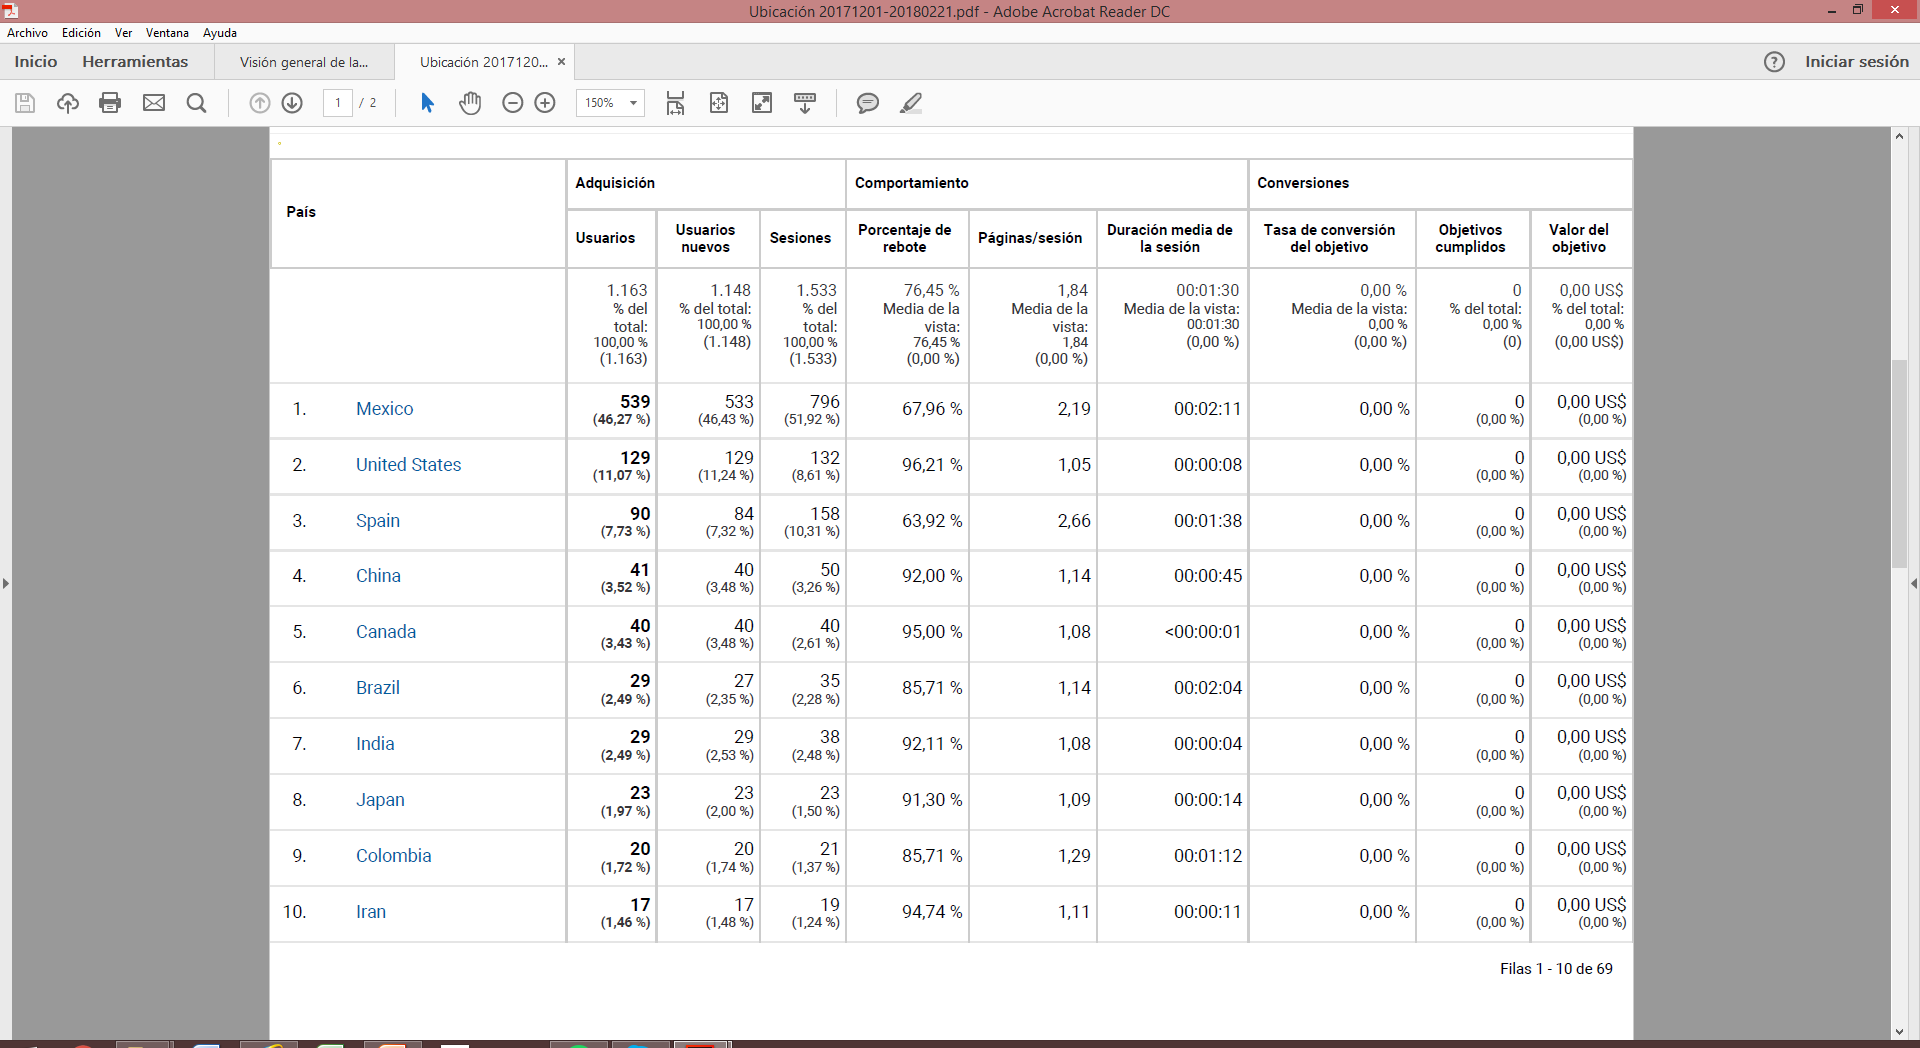 Ubicación 20171201-20180221.pdf - Adobe Acrobat Reader DC
Archivo Edición Ver Ventana Ayuda
Inicio Herramientas Visión general de la... Ubicación 2017120... × Iniciar sesión
1 / 2 150%
Adquisición Comportamiento Conversiones
País
Usuarios Usuarios nuevos Sesiones Porcentaje de rebote Páginas/sesión Duración media de la sesión Tasa de conversión del objetivo Objetivos cumplidos Valor del objetivo
1.163 1.148 1.533 76,45 % 1,84 00:01:30 0,00 % 0 0,00 US$
% del total: 100,00 % (1.163) % del total: 100,00 % (1.148) % del total: 100,00 % (1.533) Media de la vista: 76,45 % (0,00 %) Media de la vista: 1,84 (0,00 %) Media de la vista: 00:01:30 (0,00 %) Media de la vista: 0,00 % (0,00 %) % del total: 0,00 % (0) % del total: 0,00 % (0,00 US$)
1. Mexico 539 (46,27 %) 533 (46,43 %) 796 (51,92 %) 67,96 % 2,19 00:02:11 0,00 % 0 (0,00 %) 0,00 US$ (0,00 %)
2. United States 129 (11,07 %) 129 (11,24 %) 132 (8,61 %) 96,21 % 1,05 00:00:08 0,00 % 0 (0,00 %) 0,00 US$ (0,00 %)
3. Spain 90 (7,73 %) 84 (7,32 %) 158 (10,31 %) 63,92 % 2,66 00:01:38 0,00 % 0 (0,00 %) 0,00 US$ (0,00 %)
4. China 41 (3,52 %) 40 (3,48 %) 50 (3,26 %) 92,00 % 1,14 00:00:45 0,00 % 0 (0,00 %) 0,00 US$ (0,00 %)
5. Canada 40 (3,43 %) 40 (3,48 %) 40 (2,61 %) 95,00 % 1,08 <00:00:01 0,00 % 0 (0,00 %) 0,00 US$ (0,00 %)
6. Brazil 29 (2,49 %) 27 (2,35 %) 35 (2,28 %) 85,71 % 1,14 00:02:04 0,00 % 0 (0,00 %) 0,00 US$ (0,00 %)
7. India 29 (2,49 %) 29 (2,53 %) 38 (2,48 %) 92,11 % 1,08 00:00:04 0,00 % 0 (0,00 %) 0,00 US$ (0,00 %)
8. Japan 23 (1,97 %) 23 (2,00 %) 23 (1,50 %) 91,30 % 1,09 00:00:14 0,00 % 0 (0,00 %) 0,00 US$ (0,00 %)
9. Colombia 20 (1,72 %) 20 (1,74 %) 21 (1,37 %) 85,71 % 1,29 00:01:12 0,00 % 0 (0,00 %) 0,00 US$ (0,00 %)
10. Iran 17 (1,46 %) 17 (1,48 %) 19 (1,24 %) 94,74 % 1,11 00:00:11 0,00 % 0 (0,00 %) 0,00 US$ (0,00 %)
Filas 1 - 10 de 69